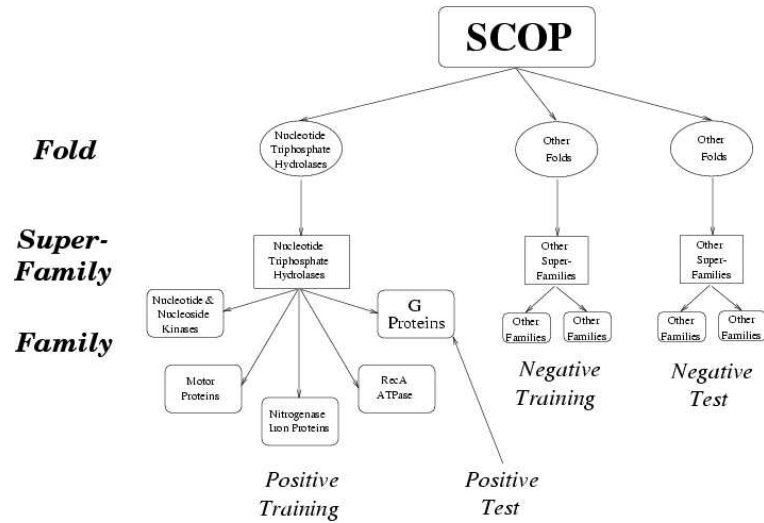 SCOP
Fold
Nucleotide
Triphosphate
Hydrolases
Other
Folds
Other
Folds
Super-
Family
Nucleotide
Triphosphate
Hydrolases
Other
Super-
Families
Other
Super-
Families
Family
Nucleotide &
Nucleoside
Kinases
G
Proteins
Other
Families
Other
Families
Other
Families
Other
Families
Motor
Proteins
Nitrogenase
Iron Proteins
RecA
ATPase
Negative
Training
Negative
Test
Positive
Training
Positive
Test